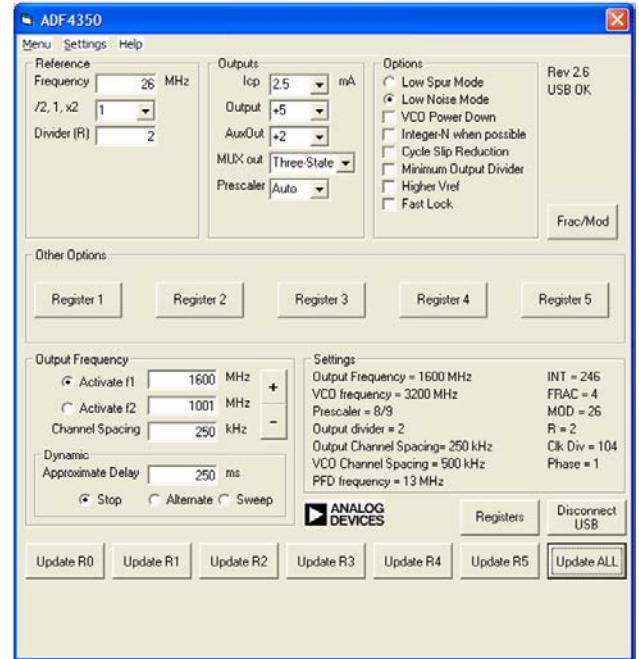 ADF4350
Menu Settings Help
Reference
Frequency 26 MHz
/2, 1, x2 1
Divider (R) 2
Outputs
Icp 2.5 mA
Output +5
AuxOut +2
MUX out Three-State
Prescaler Auto
Options
Low Spur Mode
Low Noise Mode
VCO Power Down
Integer-N when possible
Cycle Slip Reduction
Minimum Output Divider
Higher Vref
Fast Lock
Rev 2.6
USB OK
Frac/Mod
Other Options
Register 1 Register 2 Register 3 Register 4 Register 5
Output Frequency
Activate f1 1600 MHz +
Activate f2 1001 MHz
Channel Spacing 250 kHz -
Dynamic
Approximate Delay 250 ms
Stop Alternate Sweep
Settings
Output Frequency = 1600 MHz
VCO frequency = 3200 MHz
Prescaler = 8/9
Output divider = 2
Output Channel Spacing= 250 kHz
VCO Channel Spacing = 500 kHz
PFD frequency = 13 MHz
INT = 246
FRAC = 4
MOD = 26
R = 2
Clk Div = 104
Phase = 1
ANALOG
DEVICES
Registers
Disconnect
USB
Update R0 Update R1 Update R2 Update R3 Update R4 Update R5 Update ALL